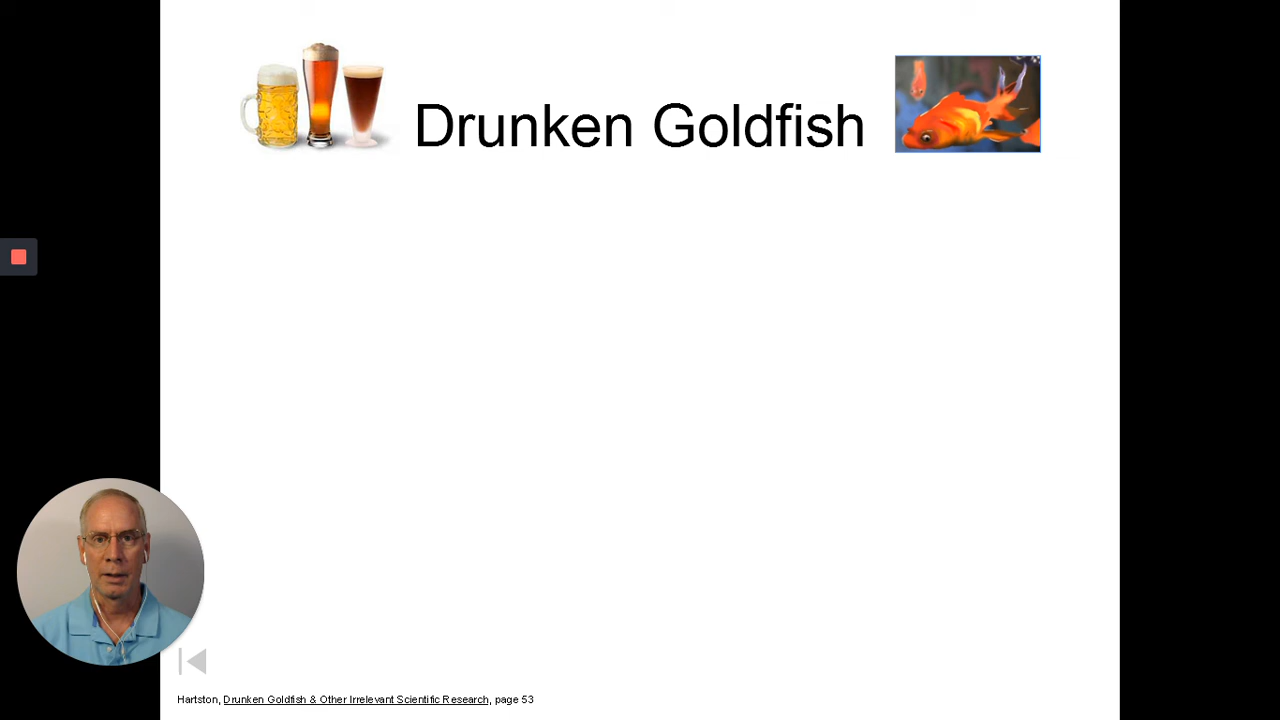 Drunken Goldfish
Hartston, Drunken Goldfish & Other Irrelevant Scientific Research, page 53